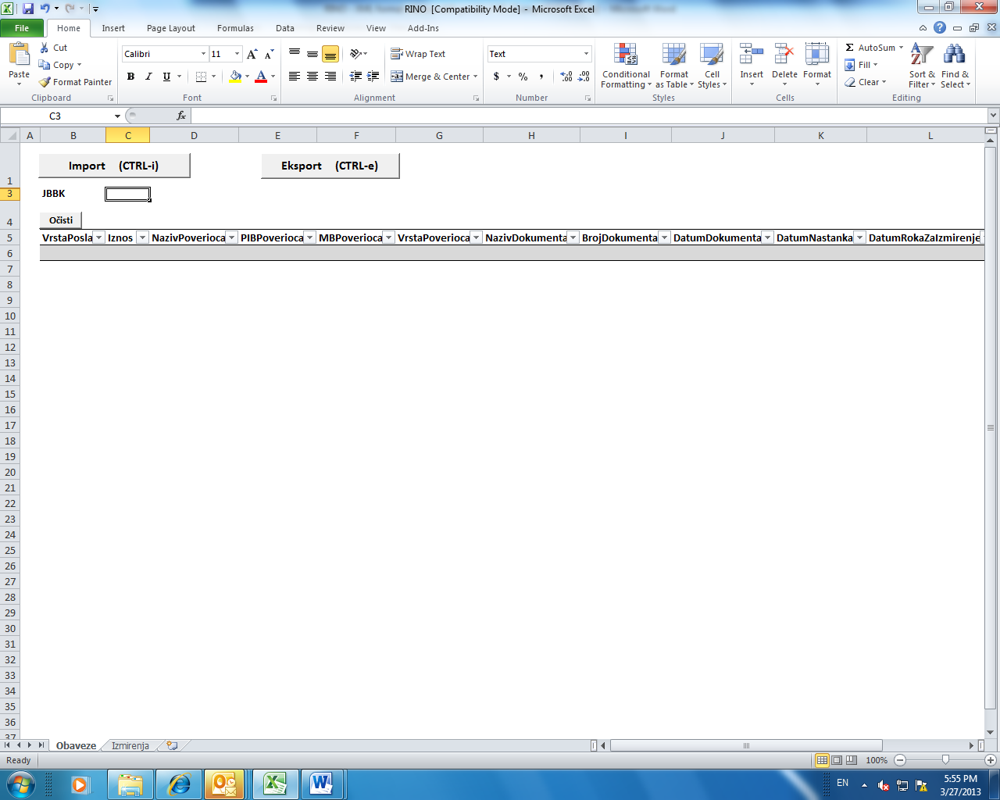 RINO [Compatibility Mode] - Microsoft Excel
File Home Insert Page Layout Formulas Data Review View Add-Ins
Cut
Copy
Format Painter
Paste
Clipboard
Calibri 11
B I U
Font
Wrap Text
Merge & Center
Alignment
Text
$ % ,
Number
Conditional Formatting
Format as Table
Cell Styles
Styles
Insert Delete Format
Cells
Σ AutoSum
Fill
Clear
Sort & Filter
Find & Select
Editing
C3 fx
A B C D E F G H I J K L
Import (CTRL-i) Eksport (CTRL-e)
1
3 JBBK
4 Očisti
5 VrstaPosla Iznos NazivPoverioca PIBPoverioca MBPoverioca VrstaPoverioca NazivDokumenta BrojDokumenta DatumDokumenta DatumNastanka DatumRokaZaIzmirenje
6
7
8
9
10
11
12
13
14
15
16
17
18
19
20
21
22
23
24
25
26
27
28
29
30
31
32
33
34
35
36
37
Obaveze Izmirenja
Ready 100%
EN 5:55 PM
3/27/2013